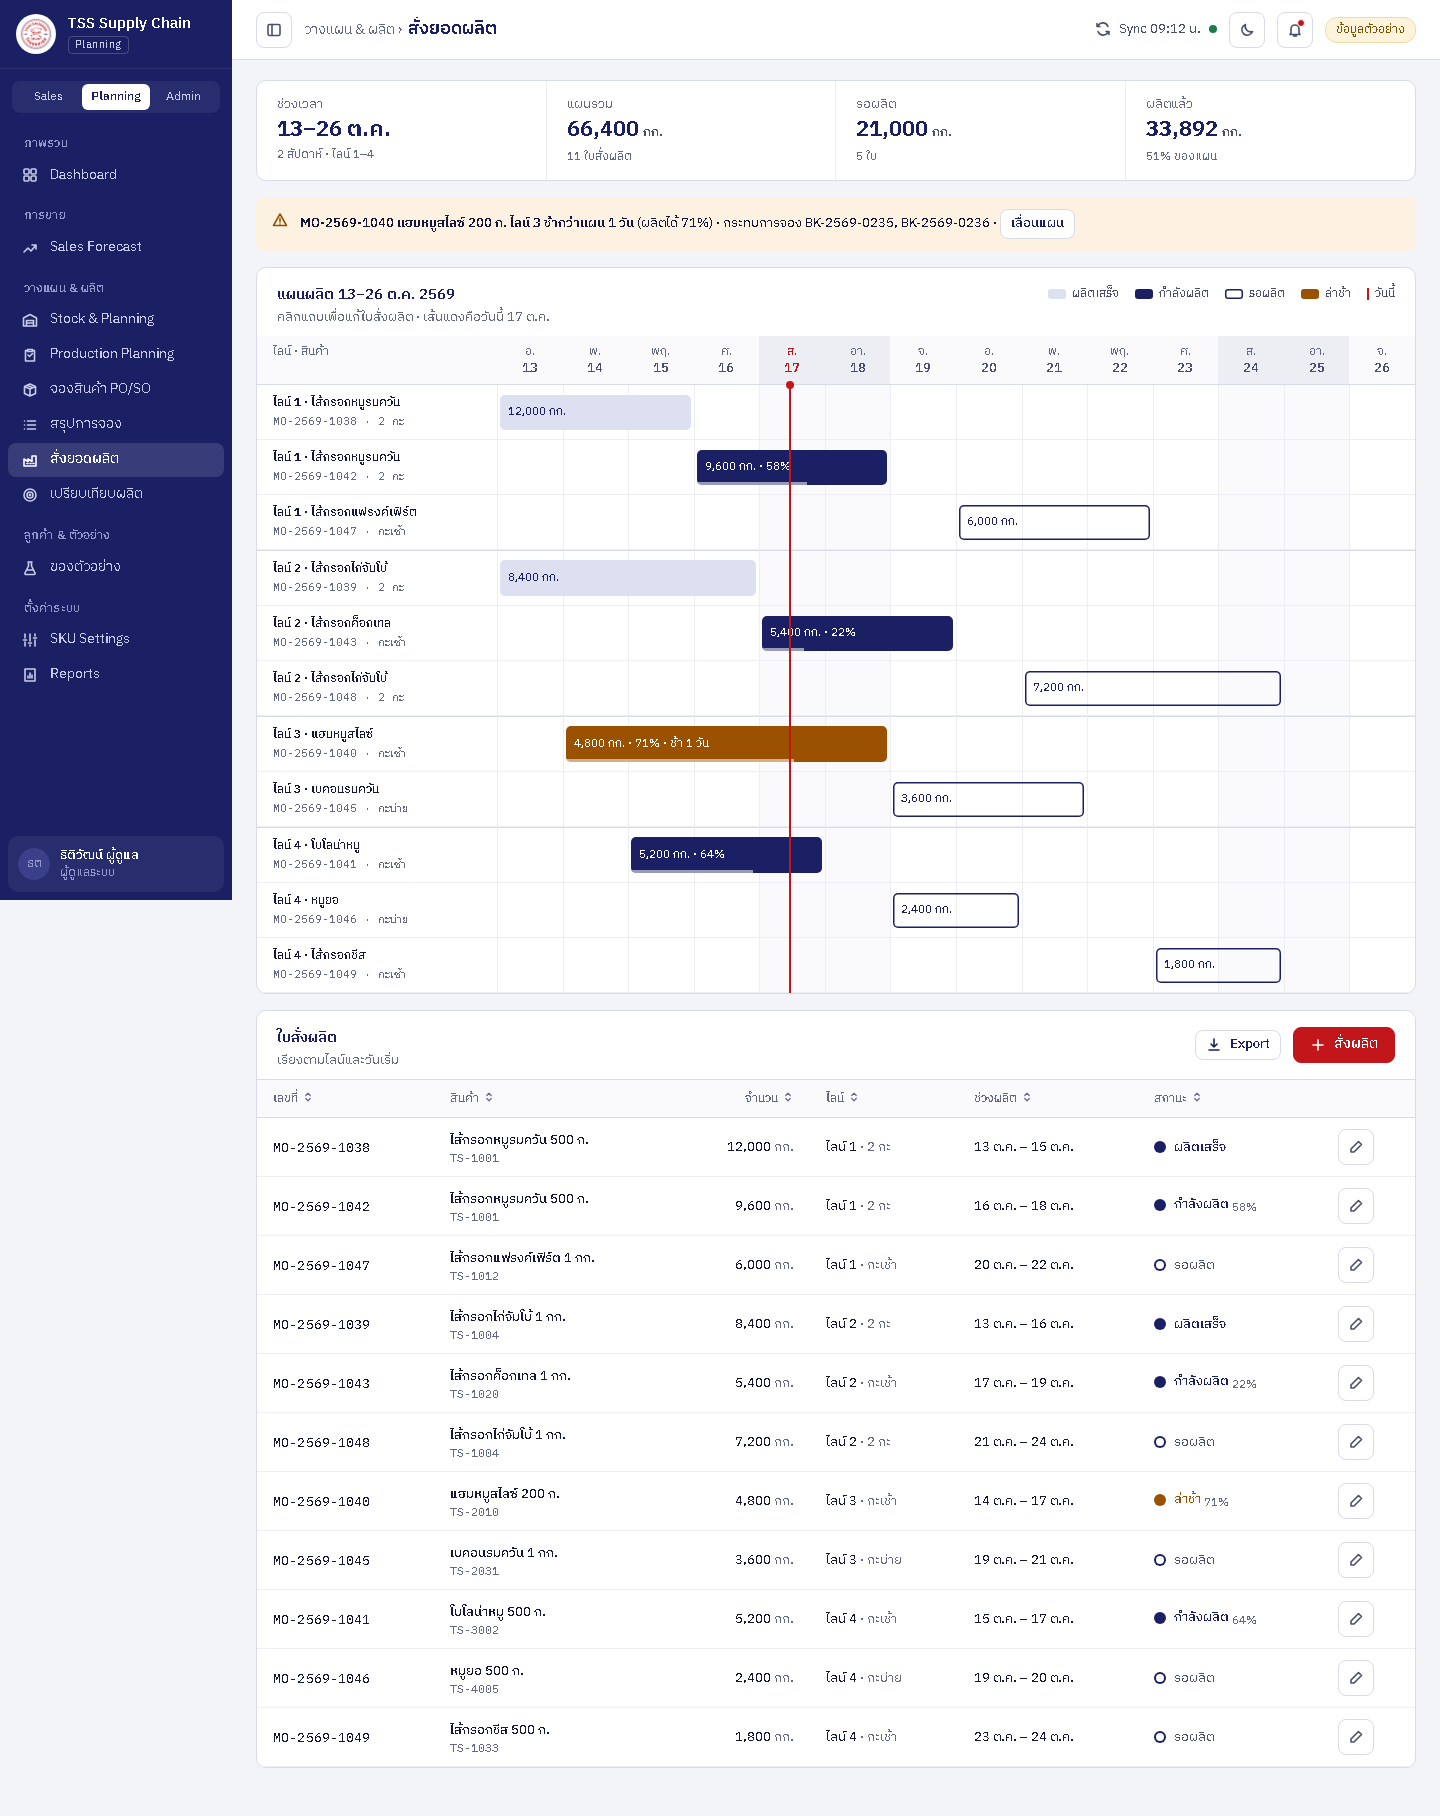 TSS Supply Chain
Planning
Sales
Planning
Admin
ภาพรวม
Dashboard
การขาย
Sales Forecast
วางแผน & ผลิต
Stock & Planning
Production Planning
จองสินค้า PO/SO
สรุปการจอง
สั่งยอดผลิต
เปรียบเทียบผลิต
ลูกค้า & ตัวอย่าง
ของตัวอย่าง
ตั้งค่าระบบ
SKU Settings
Reports
ธต
ธิติวัฒน์ ผู้ดูแล
ผู้ดูแลระบบ
วางแผน & ผลิต › สั่งยอดผลิต
Sync 09:12 น.
ข้อมูลตัวอย่าง
ช่วงเวลา
13–26 ต.ค.
2 สัปดาห์ · ไลน์ 1–4
แผนรวม
66,400 กก.
11 ใบสั่งผลิต
รอผลิต
21,000 กก.
5 ใบ
ผลิตแล้ว
33,892 กก.
51% ของแผน
MO-2569-1040 แฮมหมูสไลซ์ 200 ก. ไลน์ 3 ช้ากว่าแผน 1 วัน (ผลิตได้ 71%) · กระทบการจอง BK-2569-0235, BK-2569-0236 · เลื่อนแผน
แผนผลิต 13–26 ต.ค. 2569
คลิกแถบเพื่อแก้ใบสั่งผลิต · เส้นแดงคือวันนี้ 17 ต.ค.
ผลิตเสร็จ
กำลังผลิต
รอผลิต
ล่าช้า
วันนี้
ไลน์ · สินค้า
อ. 13
พ. 14
พฤ. 15
ศ. 16
ส. 17
อา. 18
จ. 19
อ. 20
พ. 21
พฤ. 22
ศ. 23
ส. 24
อา. 25
จ. 26
ไลน์ 1 · ไส้กรอกหมูรมควัน
MO-2569-1038 · 2 กะ
12,000 กก.
ไลน์ 1 · ไส้กรอกหมูรมควัน
MO-2569-1042 · 2 กะ
9,600 กก. · 58%
ไลน์ 1 · ไส้กรอกแฟรงค์เฟิร์ต
MO-2569-1047 · กะเช้า
6,000 กก.
ไลน์ 2 · ไส้กรอกไก่จัมโบ้
MO-2569-1039 · 2 กะ
8,400 กก.
ไลน์ 2 · ไส้กรอกค็อกเทล
MO-2569-1043 · กะเช้า
5,400 กก. · 22%
ไลน์ 2 · ไส้กรอกไก่จัมโบ้
MO-2569-1048 · 2 กะ
7,200 กก.
ไลน์ 3 · แฮมหมูสไลซ์
MO-2569-1040 · กะเช้า
4,800 กก. · 71% · ช้า 1 วัน
ไลน์ 3 · เบคอนรมควัน
MO-2569-1045 · กะบ่าย
3,600 กก.
ไลน์ 4 · โบโลน่าหมู
MO-2569-1041 · กะเช้า
5,200 กก. · 64%
ไลน์ 4 · หมูยอ
MO-2569-1046 · กะบ่าย
2,400 กก.
ไลน์ 4 · ไส้กรอกชีส
MO-2569-1049 · กะเช้า
1,800 กก.
ใบสั่งผลิต
เรียงตามไลน์และวันเริ่ม
Export
สั่งผลิต
เลขที่ สินค้า จำนวน ไลน์ ช่วงผลิต สถานะ
MO-2569-1038 ไส้กรอกหมูรมควัน 500 ก. 12,000 กก. ไลน์ 1 · 2 กะ 13 ต.ค. – 15 ต.ค. ผลิตเสร็จ
TS-1001
MO-2569-1042 ไส้กรอกหมูรมควัน 500 ก. 9,600 กก. ไลน์ 1 · 2 กะ 16 ต.ค. – 18 ต.ค. กำลังผลิต 58%
TS-1001
MO-2569-1047 ไส้กรอกแฟรงค์เฟิร์ต 1 กก. 6,000 กก. ไลน์ 1 · กะเช้า 20 ต.ค. – 22 ต.ค. รอผลิต
TS-1012
MO-2569-1039 ไส้กรอกไก่จัมโบ้ 1 กก. 8,400 กก. ไลน์ 2 · 2 กะ 13 ต.ค. – 16 ต.ค. ผลิตเสร็จ
TS-1004
MO-2569-1043 ไส้กรอกค็อกเทล 1 กก. 5,400 กก. ไลน์ 2 · กะเช้า 17 ต.ค. – 19 ต.ค. กำลังผลิต 22%
TS-1020
MO-2569-1048 ไส้กรอกไก่จัมโบ้ 1 กก. 7,200 กก. ไลน์ 2 · 2 กะ 21 ต.ค. – 24 ต.ค. รอผลิต
TS-1004
MO-2569-1040 แฮมหมูสไลซ์ 200 ก. 4,800 กก. ไลน์ 3 · กะเช้า 14 ต.ค. – 17 ต.ค. ล่าช้า 71%
TS-2010
MO-2569-1045 เบคอนรมควัน 1 กก. 3,600 กก. ไลน์ 3 · กะบ่าย 19 ต.ค. – 21 ต.ค. รอผลิต
TS-2031
MO-2569-1041 โบโลน่าหมู 500 ก. 5,200 กก. ไลน์ 4 · กะเช้า 15 ต.ค. – 17 ต.ค. กำลังผลิต 64%
TS-3002
MO-2569-1046 หมูยอ 500 ก. 2,400 กก. ไลน์ 4 · กะบ่าย 19 ต.ค. – 20 ต.ค. รอผลิต
TS-4005
MO-2569-1049 ไส้กรอกชีส 500 ก. 1,800 กก. ไลน์ 4 · กะเช้า 23 ต.ค. – 24 ต.ค. รอผลิต
TS-1033